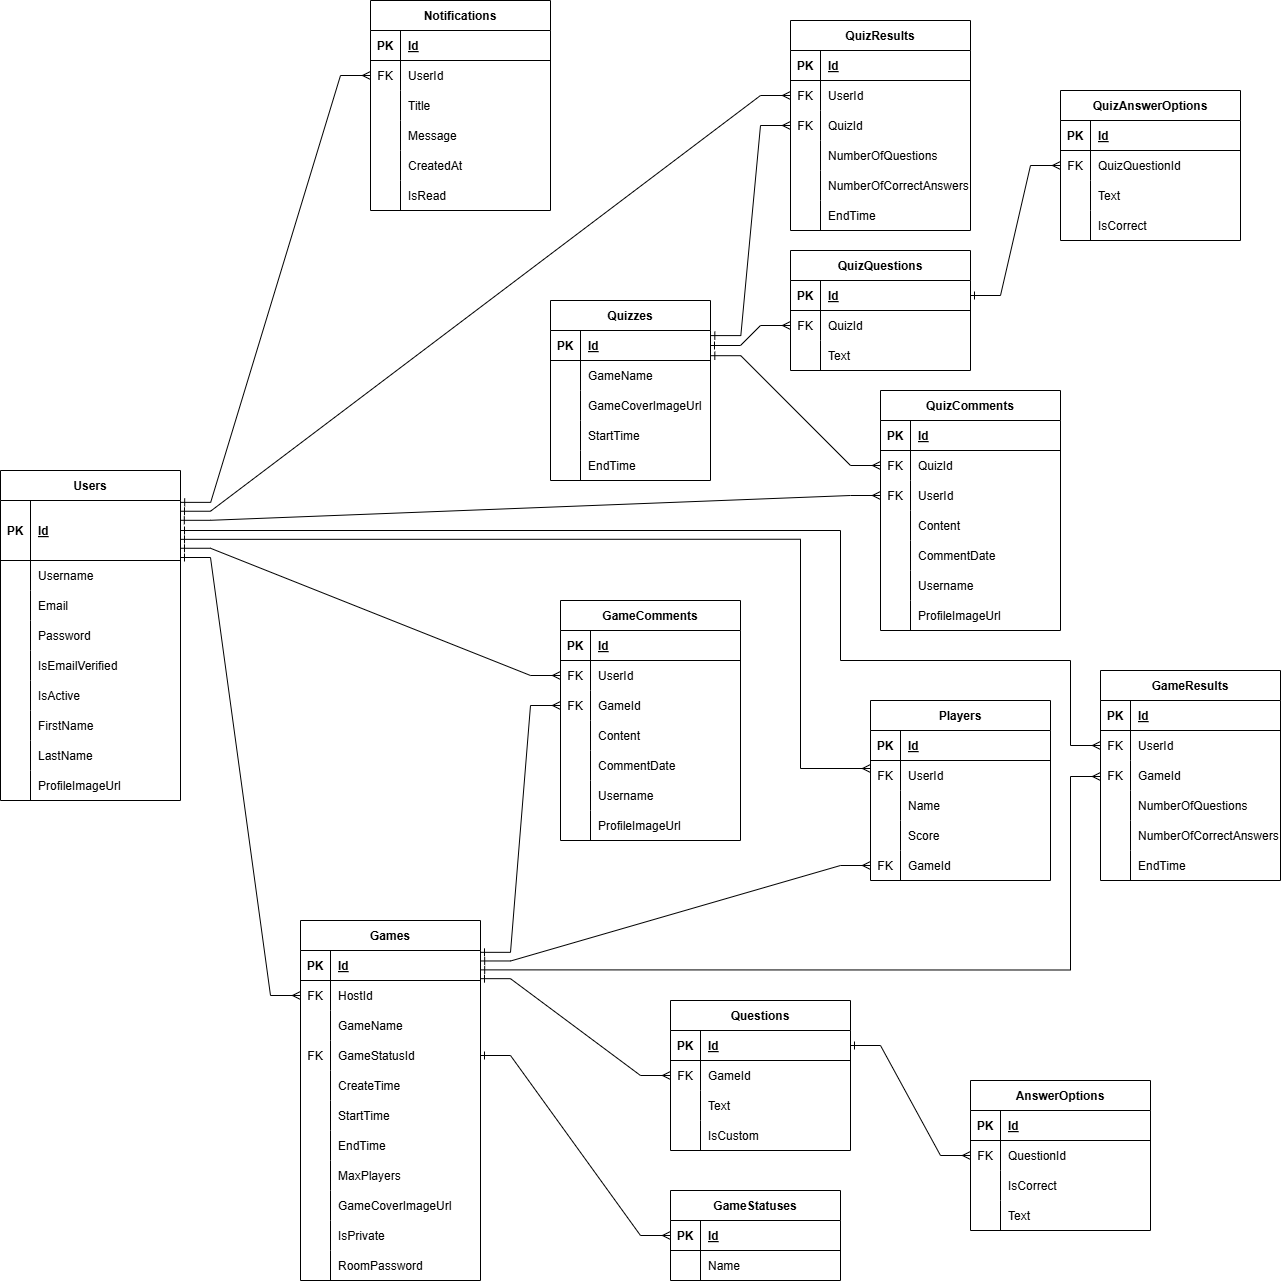 Notifications
PK Id
FK UserId
Title
Message
CreatedAt
IsRead
QuizResults
PK Id
FK UserId
FK QuizId
NumberOfQuestions
NumberOfCorrectAnswers
EndTime
QuizAnswerOptions
PK Id
FK QuizQuestionId
Text
IsCorrect
QuizQuestions
PK Id
FK QuizId
Text
Quizzes
PK Id
GameName
GameCoverImageUrl
StartTime
EndTime
QuizComments
PK Id
FK QuizId
FK UserId
Content
CommentDate
Username
ProfileImageUrl
Users
PK Id
Username
Email
Password
IsEmailVerified
IsActive
FirstName
LastName
ProfileImageUrl
GameComments
PK Id
FK UserId
FK GameId
Content
CommentDate
Username
ProfileImageUrl
Players
PK Id
FK UserId
Name
Score
FK GameId
GameResults
PK Id
FK UserId
FK GameId
NumberOfQuestions
NumberOfCorrectAnswers
EndTime
Games
PK Id
FK HostId
GameName
FK GameStatusId
CreateTime
StartTime
EndTime
MaxPlayers
GameCoverImageUrl
IsPrivate
RoomPassword
Questions
PK Id
FK GameId
Text
IsCustom
AnswerOptions
PK Id
FK QuestionId
IsCorrect
Text
GameStatuses
PK Id
Name